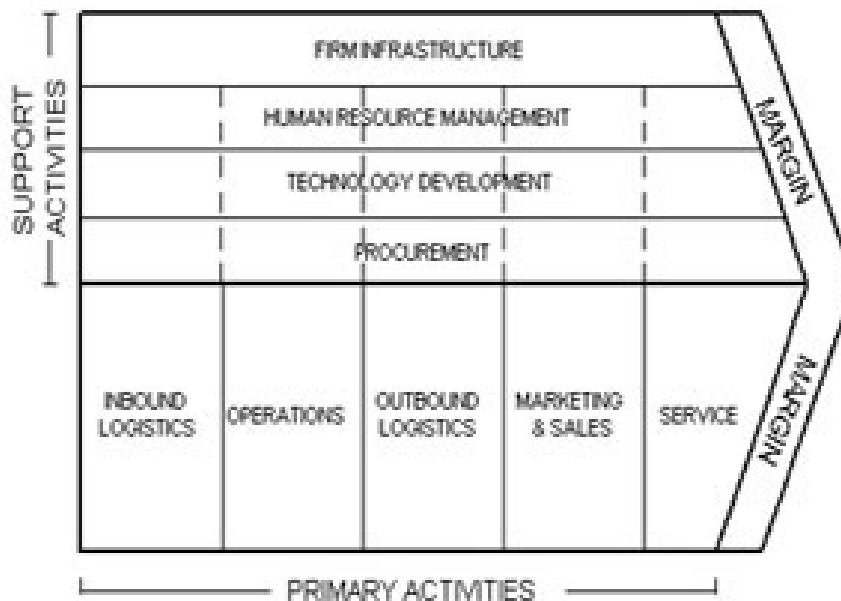 SUPPORT
ACTIVITIES
FIRM INFRASTRUCTURE
HUMAN RESOURCE MANAGEMENT
TECHNOLOGY DEVELOPMENT
PROCUREMENT
MARGIN
INBOUND
LOGISTICS
OPERATIONS
OUTBOUND
LOGISTICS
MARKETING
& SALES
SERVICE
MARGIN
PRIMARY ACTIVITIES